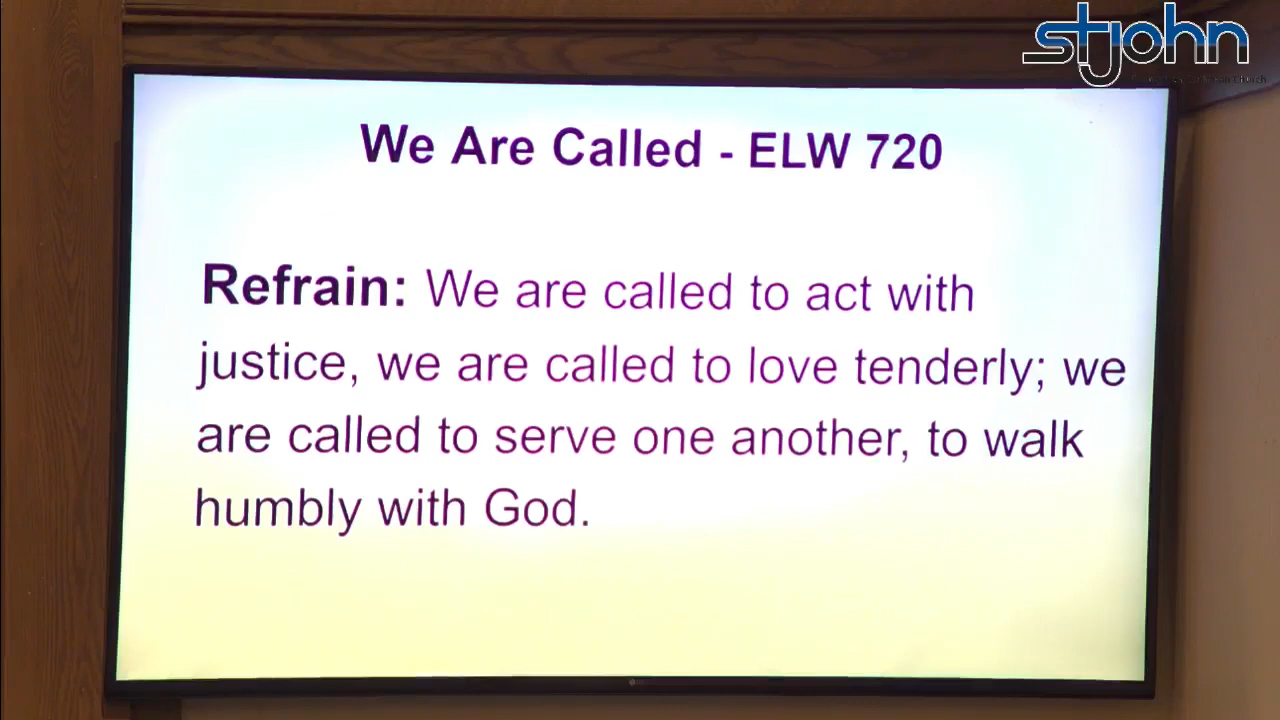 stjohn
We Are Called - ELW 720
Refrain: We are called to act with
justice, we are called to love tenderly; we
are called to serve one another, to walk
humbly with God.